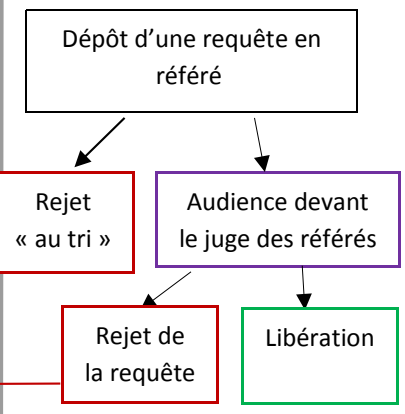 Dépôt d’une requête en
référé
Rejet
« au tri »
Audience devant
le juge des référés
Rejet de
la requête
Libération